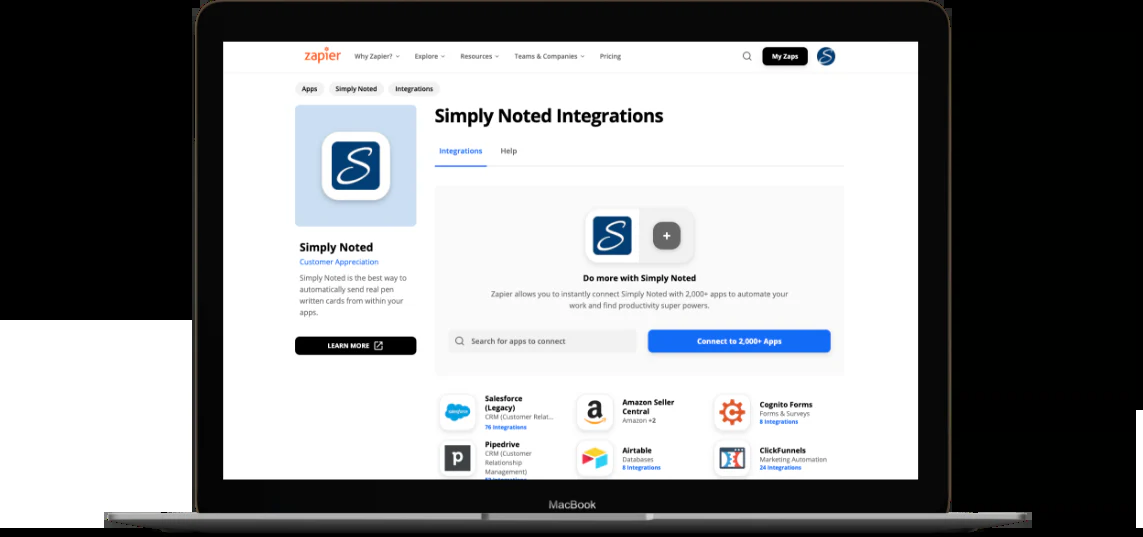 zapier
Why Zapier? Explore Resources Teams & Companies Pricing
My Zaps
Apps Simply Noted Integrations
Simply Noted Integrations
Integrations Help
Simply Noted
Customer Appreciation
Simply Noted is the best way to
automatically send real pen
written cards from within your
apps.
LEARN MORE
Do more with Simply Noted
Zapier allows you to instantly connect Simply Noted with 2,000+ apps to automate your
work and find productivity super powers.
Search for apps to connect
Connect to 2,000+ Apps
salesforce
Salesforce
(Legacy)
CRM (Customer Relat...
76 Integrations
Amazon Seller
Central
Amazon +2
Cognito Forms
Forms & Surveys
Pipedrive
CRM (Customer
Relationship
Management)
Airtable
Databases
ClickFunnels
Marketing Automation
24 Integrations
MacBook